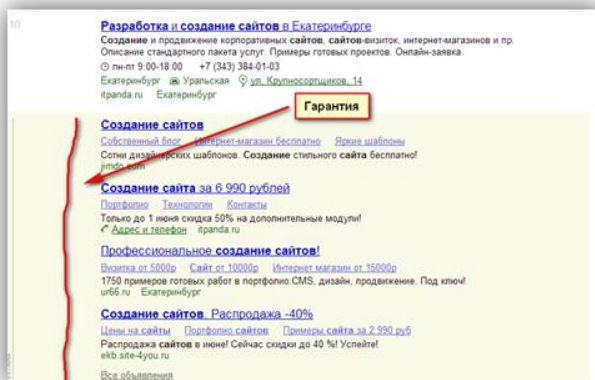 10
Разработка и создание сайтов в Екатеринбурге
Создание и продвижение корпоративных сайтов, сайтов-визиток, интернет-магазинов и пр.
Описание стандартного пакета услуг. Примеры готовых проектов. Онлайн-заявка.
пн-пт 9:00-18:00 +7 (343) 384-01-03
Екатеринбург Уральская ул. Крупносортщиков, 14
itpanda.ru Екатеринбург
Гарантия
Создание сайтов
Собственный блог Интернет-магазин бесплатно Яркие шаблоны
Сотни дизайнерских шаблонов. Создание стильного сайта бесплатно!
jimdo.com
Создание сайта за 6 990 рублей
Портфолио Технологии Контакты
Только до 1 июня скидка 50% на дополнительные модули!
Адрес и телефон itpanda.ru
Профессиональное создание сайтов!
Визитка от 5000р Сайт от 10000р Интернет магазин от 15000р
1750 примеров готовых работ в портфолио.CMS, дизайн, продвижение. Под ключ!
ur66.ru Екатеринбург
Создание сайтов. Распродажа -40%
Цены на сайты Портфолио сайтов Примеры сайта за 2 990 руб
Распродажа сайтов в июне! Сейчас скидки до 40 %! Успейте!
ekb.site-4you.ru
Все объявления